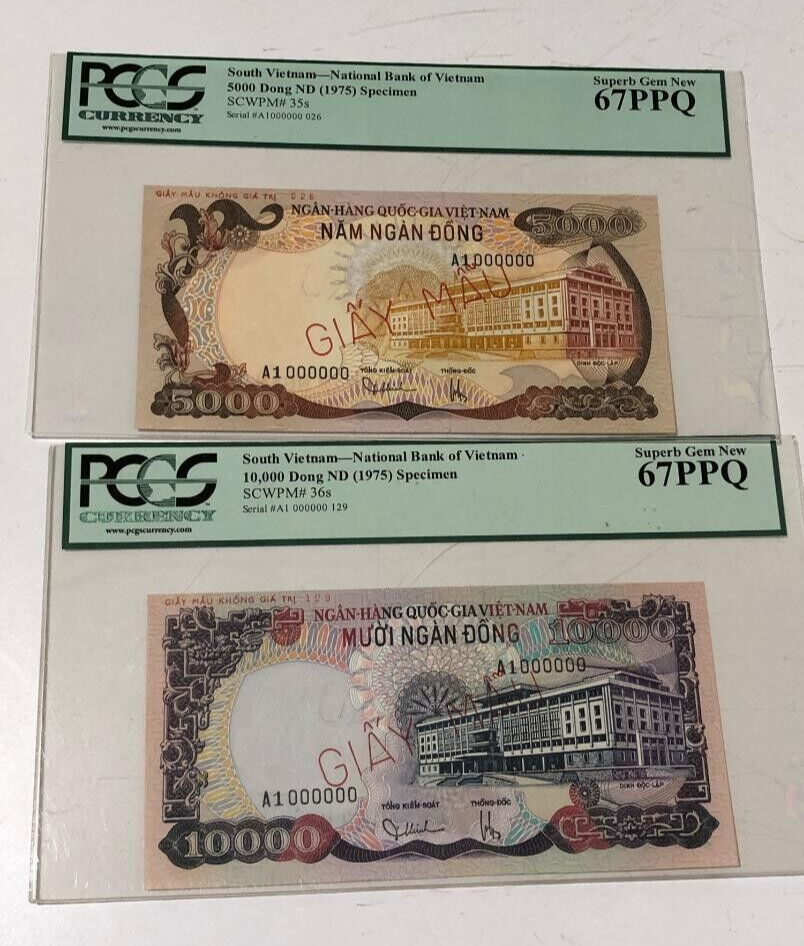 PCGS
CURRENCY
www.pcgscurrency.com
South Vietnam—National Bank of Vietnam
5000 Dong ND (1975) Specimen
SCWPM# 35s
Serial #A1000000 026
Superb Gem New
67PPQ
GIẤY MẪU KHÔNG GIÁ TRỊ 026
NGÂN-HÀNG QUỐC-GIA VIỆT-NAM
5000
NĂM NGÀN ĐỒNG
A1000000
GIẤY MẪU
DINH ĐỘC-LẬP
A1000000
TỔNG KIỂM-SOÁT
THỐNG-ĐỐC
5000
PCGS
CURRENCY
www.pcgscurrency.com
South Vietnam—National Bank of Vietnam
10,000 Dong ND (1975) Specimen
SCWPM# 36s
Serial #A1 000000 129
Superb Gem New
67PPQ
GIẤY MẪU KHÔNG GIÁ TRỊ 129
NGÂN-HÀNG QUỐC-GIA VIỆT-NAM
MƯỜI NGÀN ĐỒNG
10000
A1000000
GIẤY MẪU
DINH ĐỘC-LẬP
A1000000
TỔNG KIỂM-SOÁT
THỐNG-ĐỐC
10000